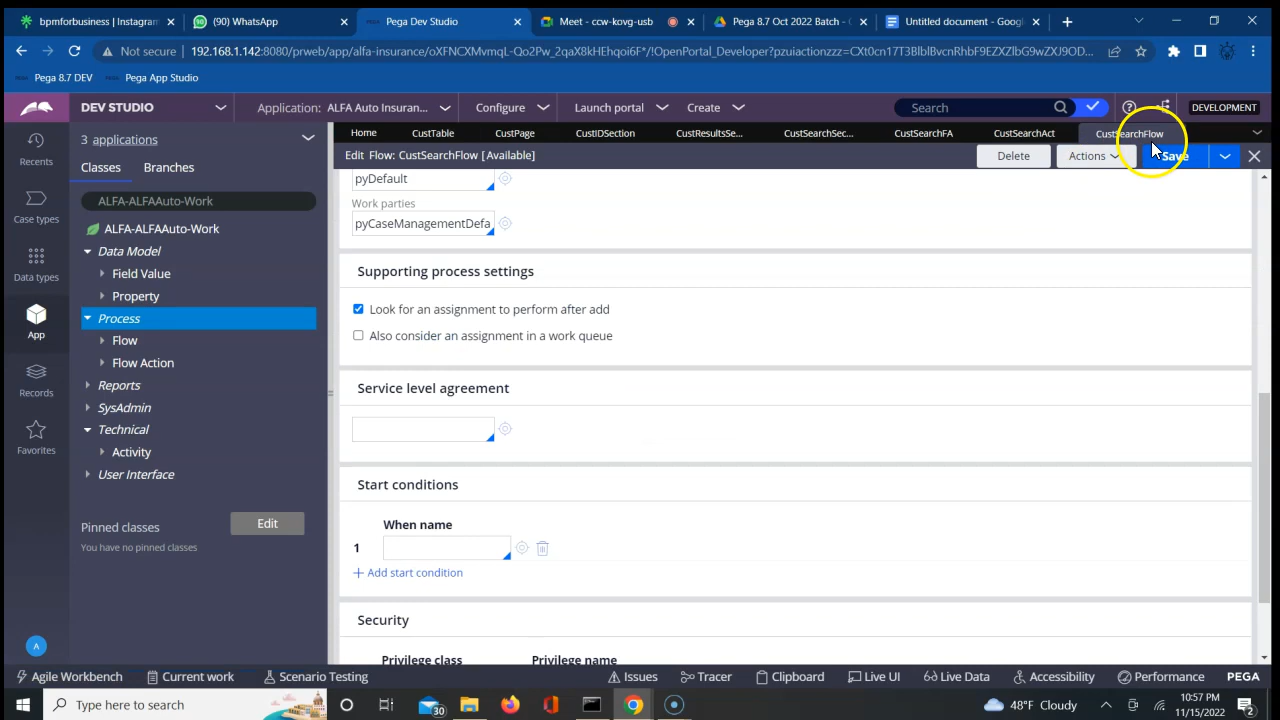 bpmforbusiness | Instagram
(90) WhatsApp
Pega Dev Studio
Meet - ccw-kovg-usb
Pega 8.7 Oct 2022 Batch -
Untitled document - Google
Not secure | 192.168.1.142:8080/prweb/app/alfa-insurance/oXFNCXMvmqL-Qo2Pw_2qaX8kHEhqoi6F*/!OpenPortal_Developer?pzuiactionzzz=CXt0cn17T3BlblBvcnRhbF9EZXZlbG9wZXJ9OD...
Pega 8.7 DEV
Pega App Studio
DEV STUDIO
Application: ALFA Auto Insuran...
Configure
Launch portal
Create
Search
DEVELOPMENT
Recents
Case types
Data types
App
Records
Favorites
3 applications
Classes
Branches
ALFA-ALFAAuto-Work
ALFA-ALFAAuto-Work
Data Model
Field Value
Property
Process
Flow
Flow Action
Reports
SysAdmin
Technical
Activity
User Interface
Pinned classes
Edit
You have no pinned classes
A
Home
CustTable
CustPage
CustIDSection
CustResultsSe...
CustSearchSec...
CustSearchFA
CustSearchAct
CustSearchFlow
Edit Flow: CustSearchFlow [Available]
Delete
Actions
Save
pyDefault
Work parties
pyCaseManagementDefa
Supporting process settings
Look for an assignment to perform after add
Also consider an assignment in a work queue
Service level agreement
Start conditions
When name
1
+ Add start condition
Security
Privilege class
Privilege name
Agile Workbench
Current work
Scenario Testing
Issues
Tracer
Clipboard
Live UI
Live Data
Accessibility
Performance
PEGA
Type here to search
30
48°F Cloudy
10:57 PM
11/15/2022
2